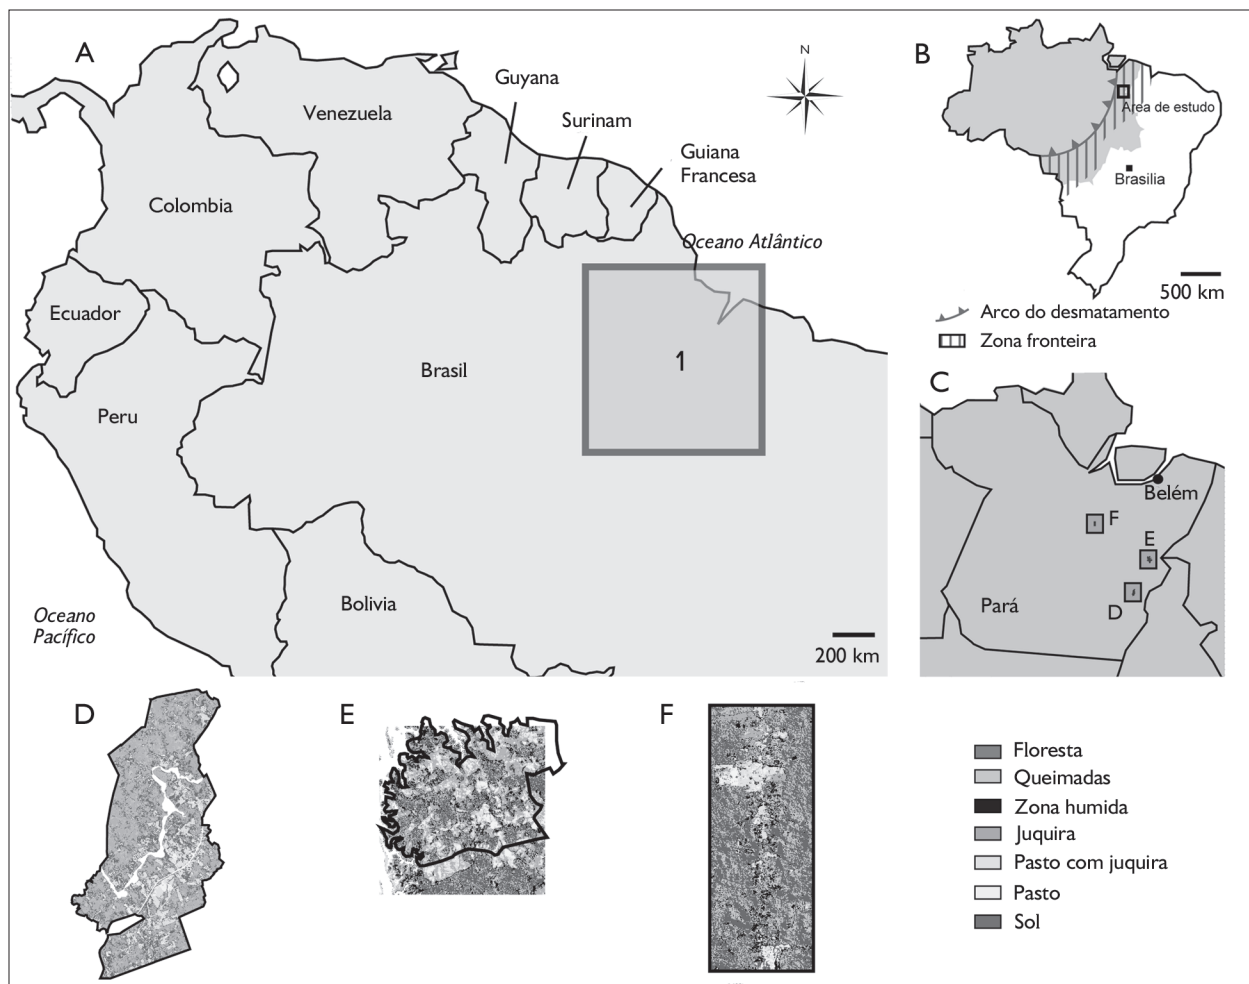 A
Guyana
Venezuela
Surinam
Guiana
Francesa
Colombia
Oceano Atlântico
Ecuador
Brasil
1
Peru
Bolivia
Oceano
Pacífico
200 km
N
B
Área de estudo
Brasilia
500 km
Arco do desmatamento
Zona fronteira
C
Belém
F
E
Pará
D
D
E
F
Floresta
Queimadas
Zona humida
Juquira
Pasto com juquira
Pasto
Sol